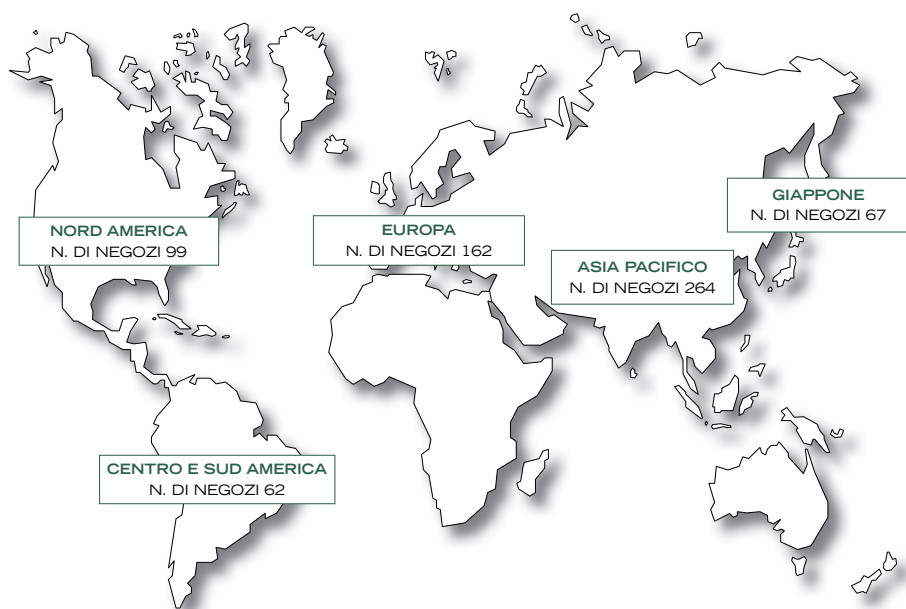 GIAPPONE
N. DI NEGOZI 67
NORD AMERICA
N. DI NEGOZI 99
EUROPA
N. DI NEGOZI 162
ASIA PACIFICO
N. DI NEGOZI 264
CENTRO E SUD AMERICA
N. DI NEGOZI 62